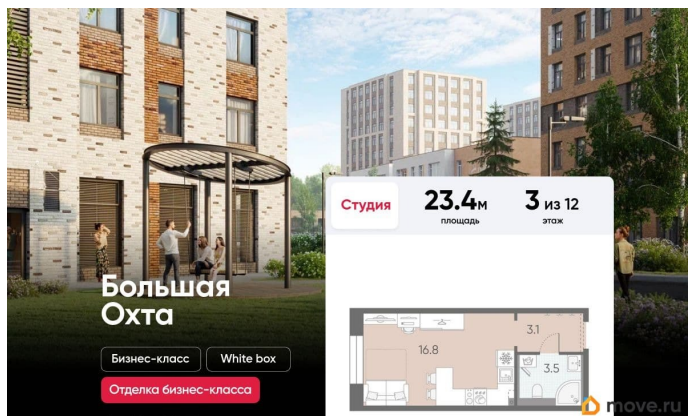 Студия
23.4м
площадь
3 из 12
этаж
Большая
Охта
Бизнес-класс
White box
Отделка бизнес-класса
16.8
3.1
3.5
move.ru